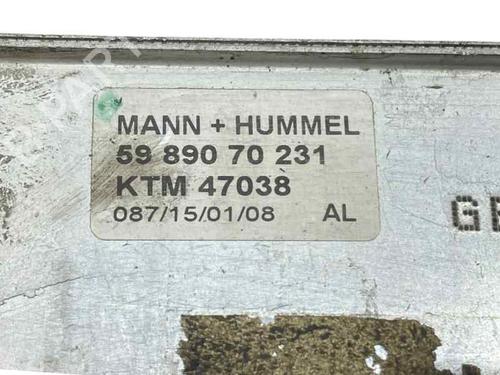 MANN + HUMMEL
59 890 70 231
KTM 47038
087/15/01/08 AL